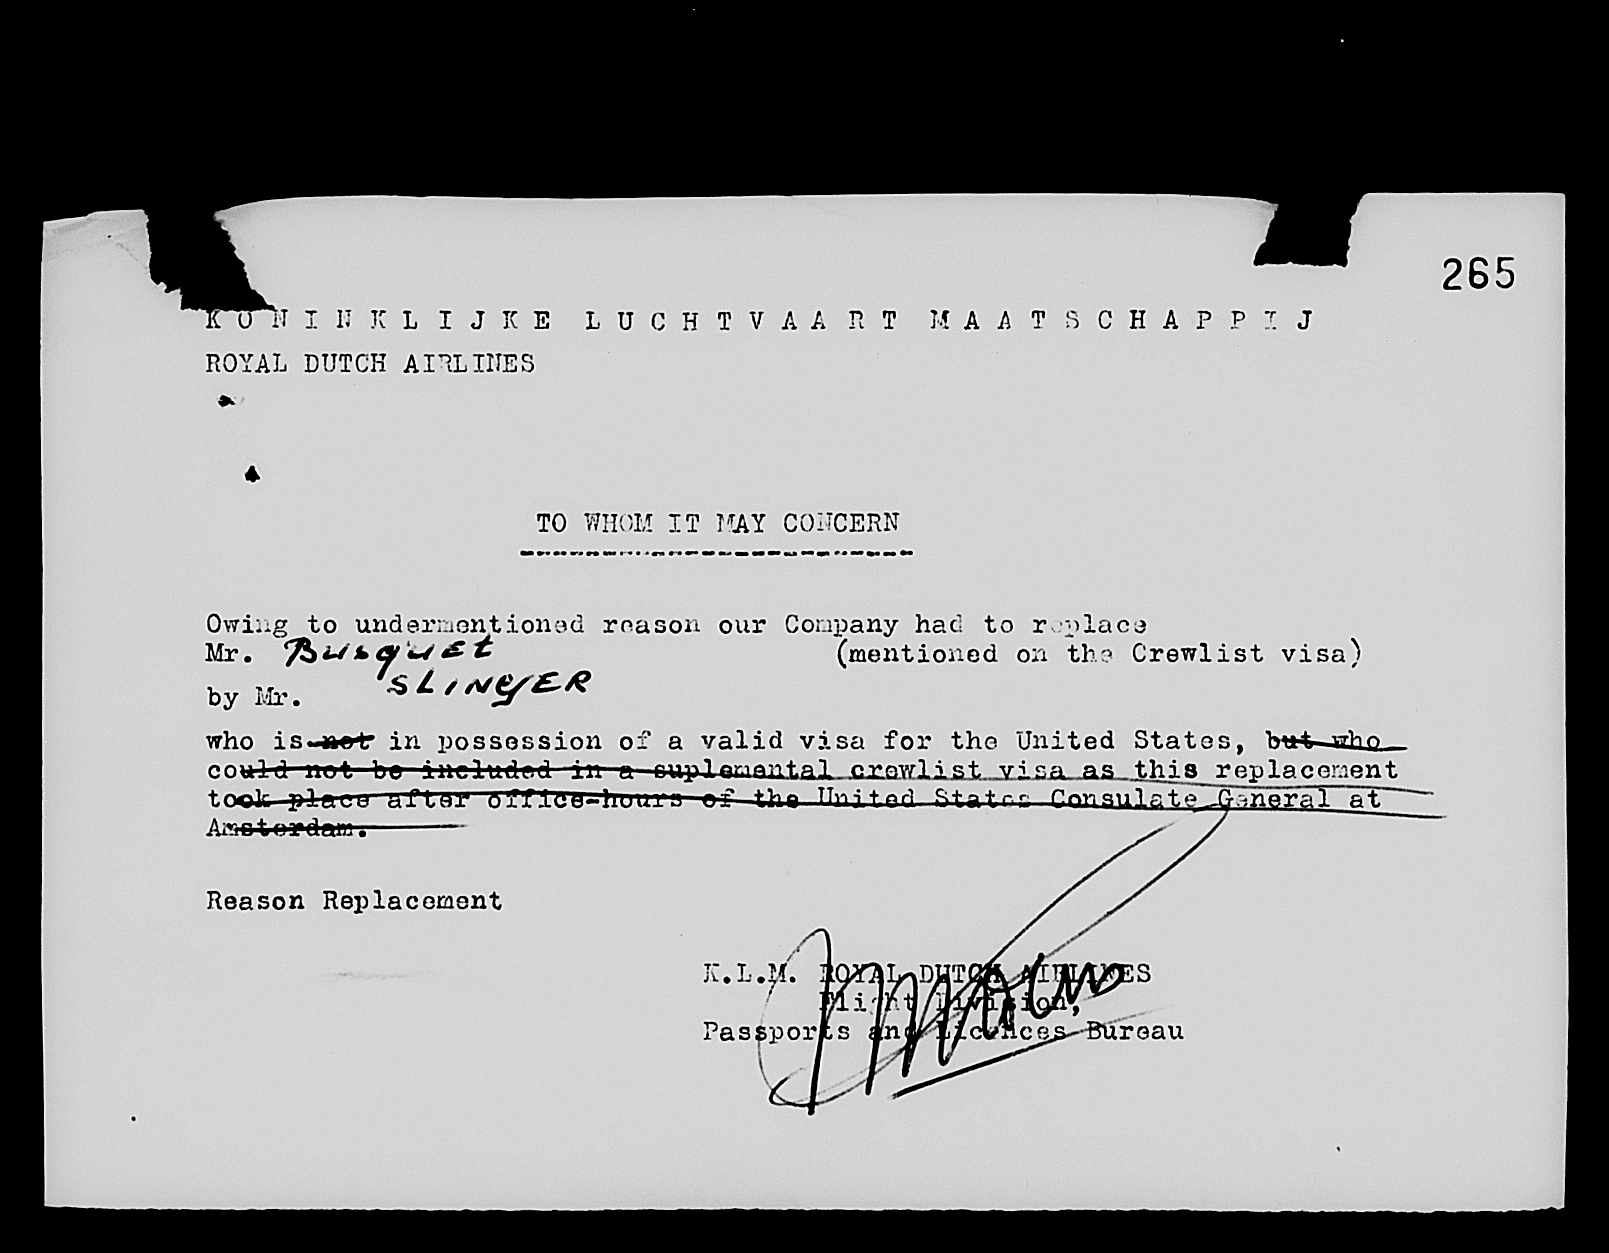 265
KONINKLIJKE LUCHTVAART MAATSCHAPPIJ
ROYAL DUTCH AIRLINES
TO WHOM IT MAY CONCERN
Owing to undermentioned reason our Company had to replace
Mr. Busquet (mentioned on the Crewlist visa)
by Mr. SLINGER
who is not in possession of a valid visa for the United States, but who
could not be included in a suplemental crewlist visa as this replacement
took place after office-hours of the United States Consulate General at
Amsterdam.
Reason Replacement
K.L.M. ROYAL DUTCH AIRLINES
Flight Division,
Passports and Licences Bureau